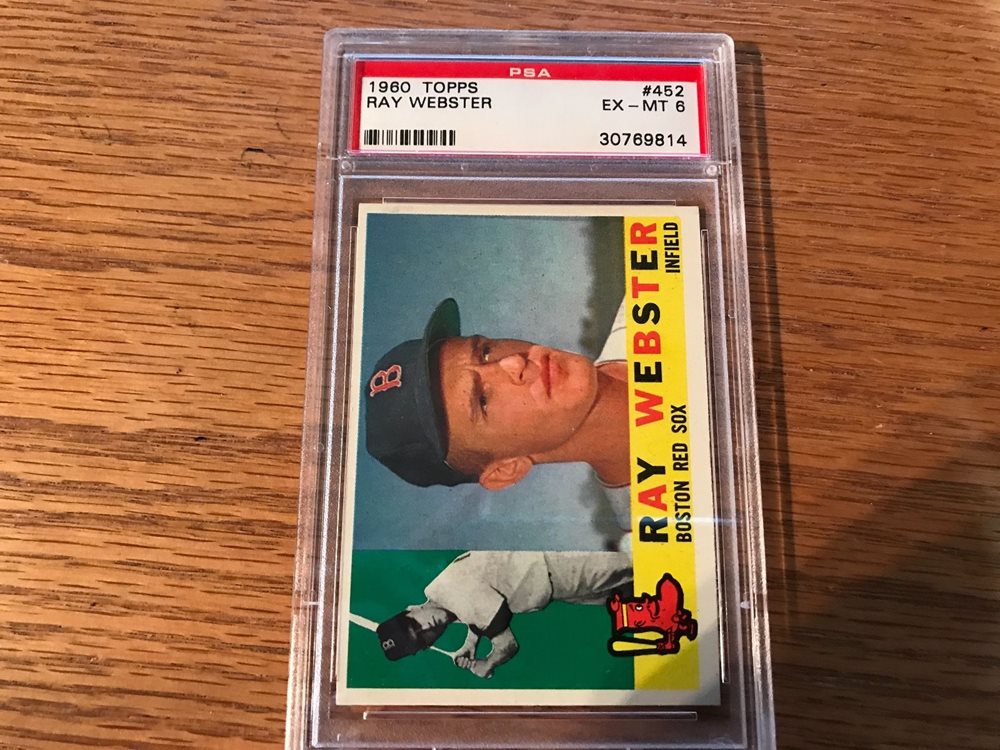 PSA
1960 TOPPS #452
RAY WEBSTER EX - MT 6
30769814
B
RAY WEBSTER
BOSTON RED SOX INFIELD
B